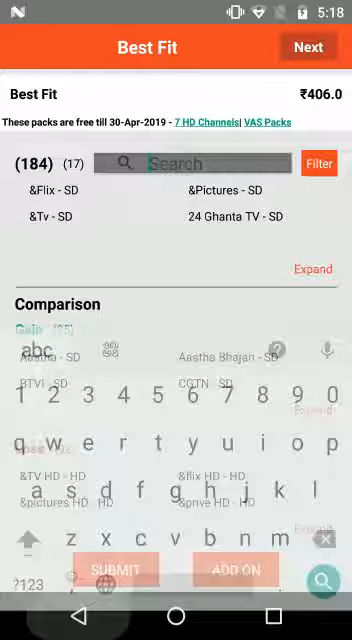 5:18
Best Fit
Next
Best Fit ₹406.0
These packs are free till 30-Apr-2019 - 7 HD Channels| VAS Packs
(184) (17) Search Filter
&Flix - SD &Pictures - SD
&Tv - SD 24 Ghanta TV - SD
Expand
Comparison
Gain
abc
Aastha - SD Aastha Bhajan - SD
BTVI - SD CGTN - SD
1 2 3 4 5 6 7 8 9 0
Expand
q w e r t y u i o p
&TV HD - HD &flix HD - HD
a s d f g h j k l
&pictures HD - HD &prive HD - HD
Expand
z x c v b n m
SUBMIT ADD ON
?123 ,